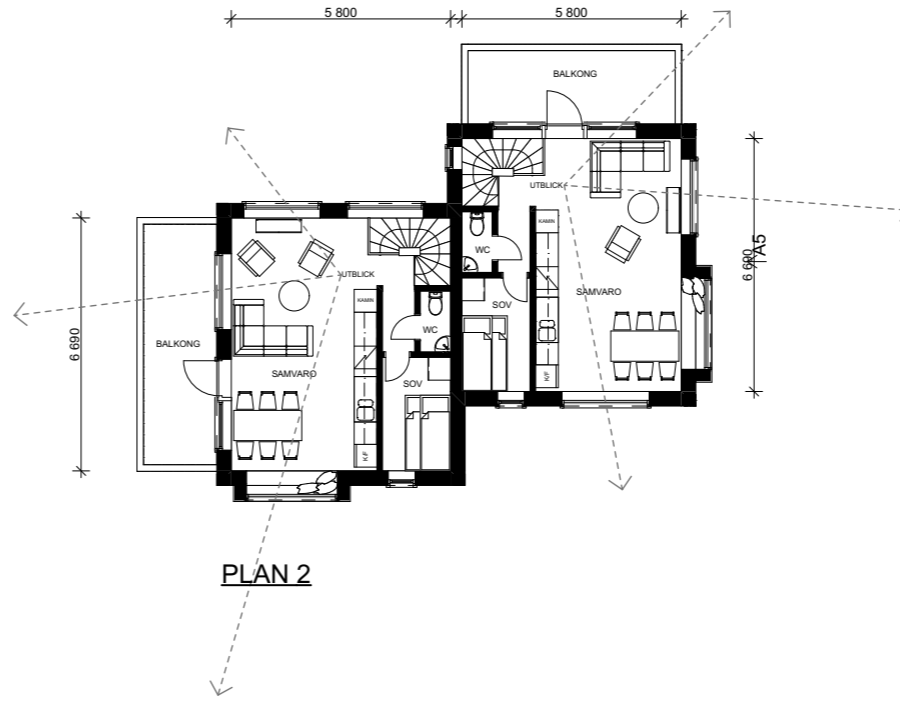 5 800
5 800
BALKONG
UTBLICK
KAMIN
WC
6 690
A5
SAMVARO
SOV
K/F
UTBLICK
KAMIN
WC
6 690
BALKONG
SAMVARO
SOV
K/F
PLAN 2